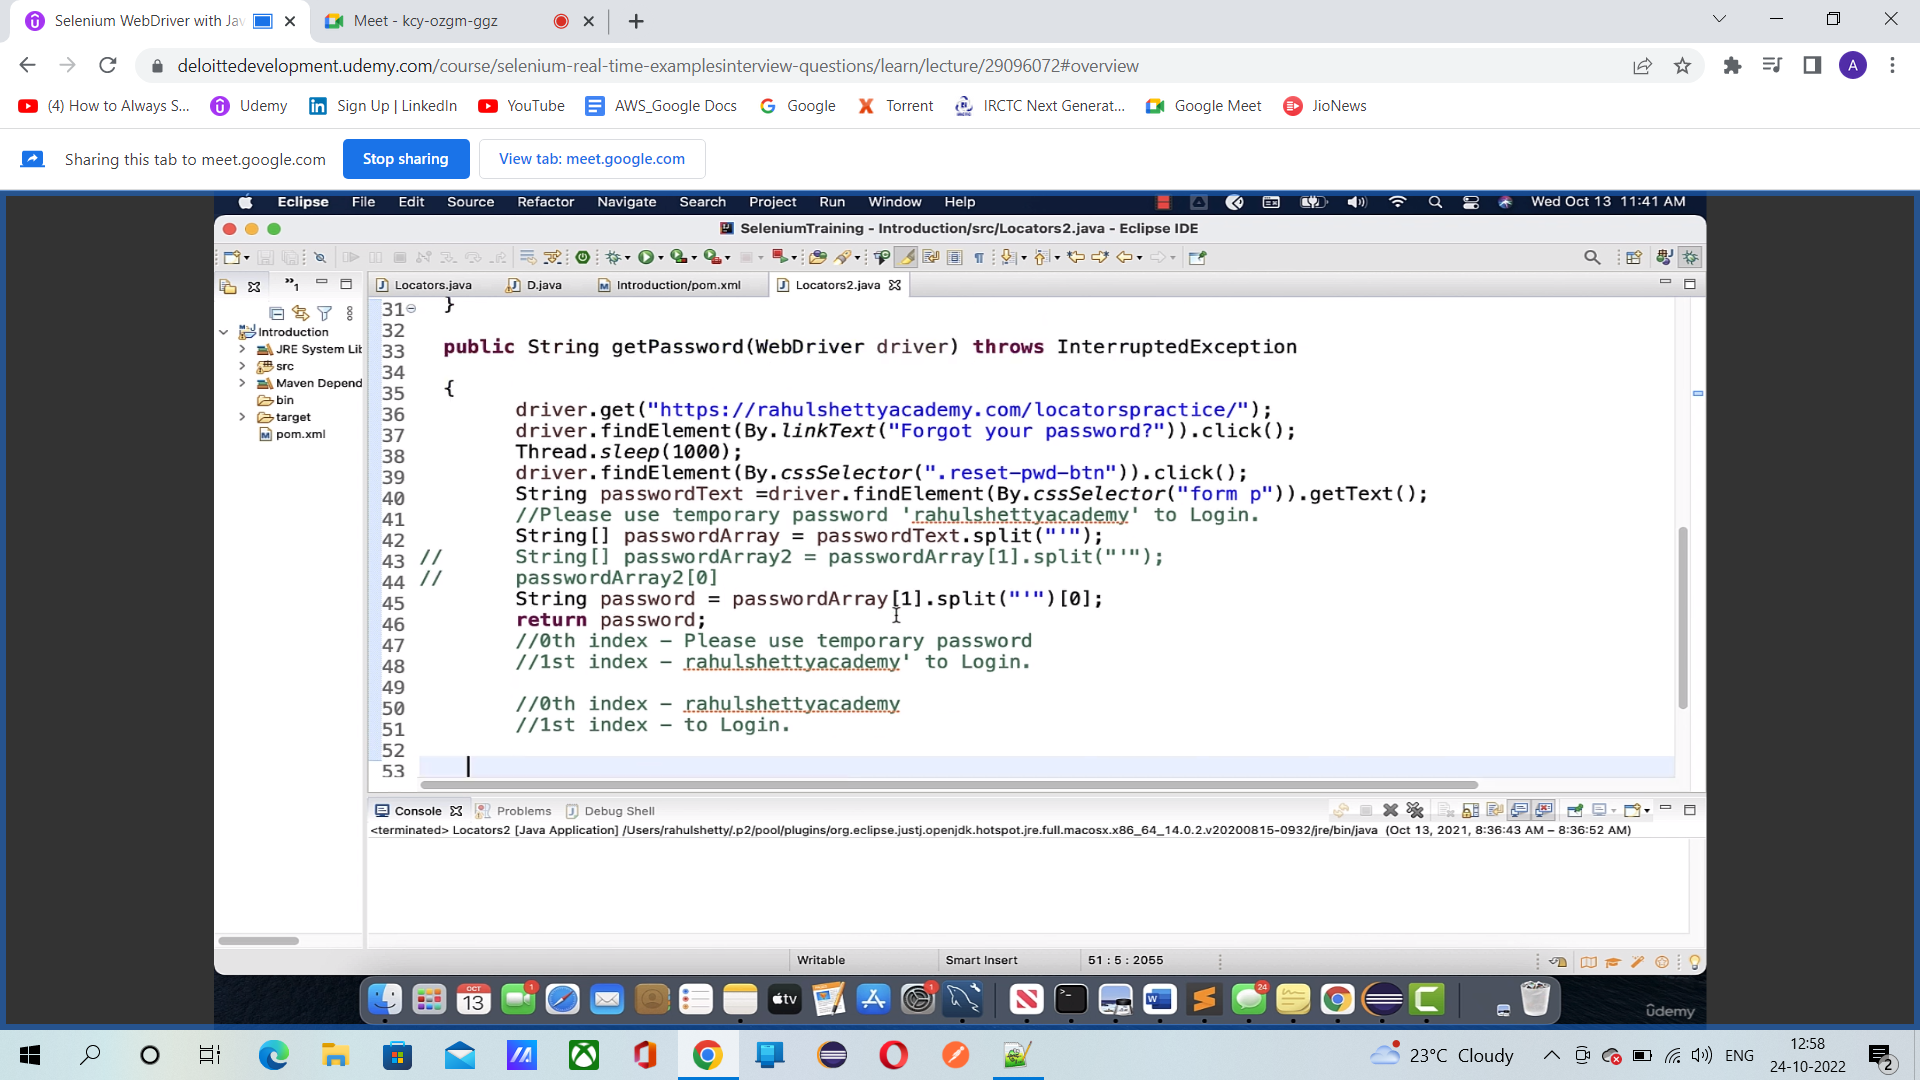 Selenium WebDriver with Jav
Meet - kcy-ozgm-ggz
deloittedevelopment.udemy.com/course/selenium-real-time-examplesinterview-questions/learn/lecture/29096072#overview
A
(4) How to Always S...
Udemy
Sign Up | LinkedIn
YouTube
AWS_Google Docs
Google
Torrent
IRCTC Next Generat...
Google Meet
JioNews
Sharing this tab to meet.google.com
Stop sharing
View tab: meet.google.com
Eclipse File Edit Source Refactor Navigate Search Project Run Window Help
Wed Oct 13 11:41 AM
SeleniumTraining - Introduction/src/Locators2.java - Eclipse IDE
Locators.java
D.java
Introduction/pom.xml
Locators2.java
Introduction
JRE System Lib
src
Maven Depend
bin
target
pom.xml
31 }
32
33 public String getPassword(WebDriver driver) throws InterruptedException
34
35 {
36 driver.get("https://rahulshettyacademy.com/locatorspractice/");
37 driver.findElement(By.linkText("Forgot your password?")).click();
38 Thread.sleep(1000);
39 driver.findElement(By.cssSelector(".reset-pwd-btn")).click();
40 String passwordText =driver.findElement(By.cssSelector("form p")).getText();
41 //Please use temporary password 'rahulshettyacademy' to Login.
42 String[] passwordArray = passwordText.split("'");
43 // String[] passwordArray2 = passwordArray[1].split("'");
44 // passwordArray2[0]
45 String password = passwordArray[1].split("'")[0];
46 return password;
47 //0th index – Please use temporary password
48 //1st index – rahulshettyacademy' to Login.
49
50 //0th index – rahulshettyacademy
51 //1st index – to Login.
52
53
Console
Problems
Debug Shell
<terminated> Locators2 [Java Application] /Users/rahulshetty/.p2/pool/plugins/org.eclipse.justj.openjdk.hotspot.jre.full.macosx.x86_64_14.0.2.v20200815-0932/jre/bin/java (Oct 13, 2021, 8:36:43 AM – 8:36:52 AM)
Writable
Smart Insert
51 : 5 : 2055
OCT
13
1
tv
1
24
udemy
23°C Cloudy
ENG
12:58
24-10-2022
2